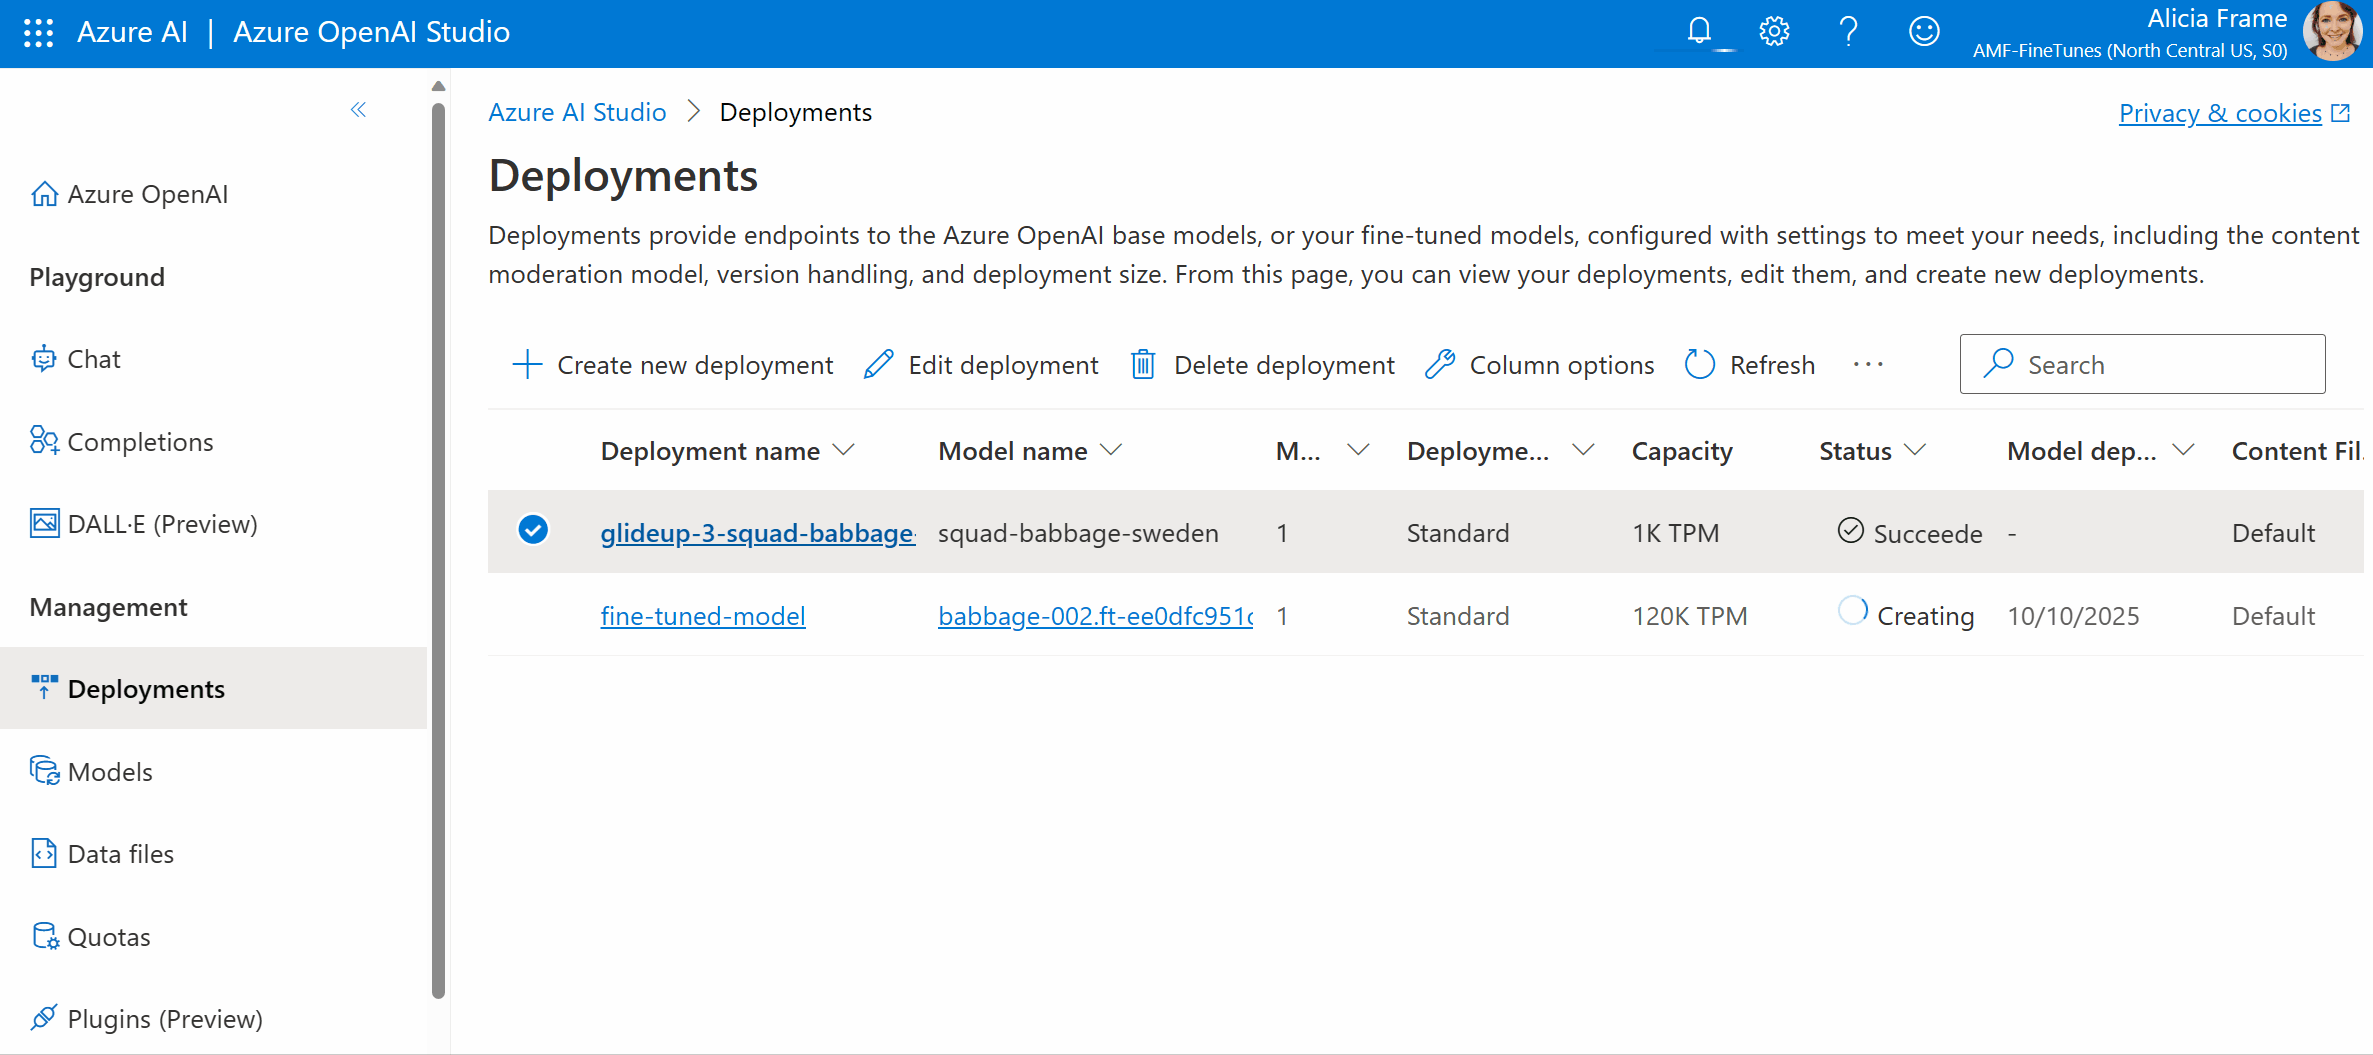 Azure AI | Azure OpenAI Studio
Alicia Frame
AMF-FineTunes (North Central US, S0)
Azure OpenAI
Playground
Chat
Completions
DALL·E (Preview)
Management
Deployments
Models
Data files
Quotas
Plugins (Preview)
Azure AI Studio > Deployments
Privacy & cookies
Deployments
Deployments provide endpoints to the Azure OpenAI base models, or your fine-tuned models, configured with settings to meet your needs, including the content
moderation model, version handling, and deployment size. From this page, you can view your deployments, edit them, and create new deployments.
Create new deployment Edit deployment Delete deployment Column options Refresh ··· Search
Deployment name Model name M... Deployme... Capacity Status Model dep... Content Fil.
glideup-3-squad-babbage- squad-babbage-sweden 1 Standard 1K TPM Succeede - Default
fine-tuned-model babbage-002.ft-ee0dfc951c 1 Standard 120K TPM Creating 10/10/2025 Default